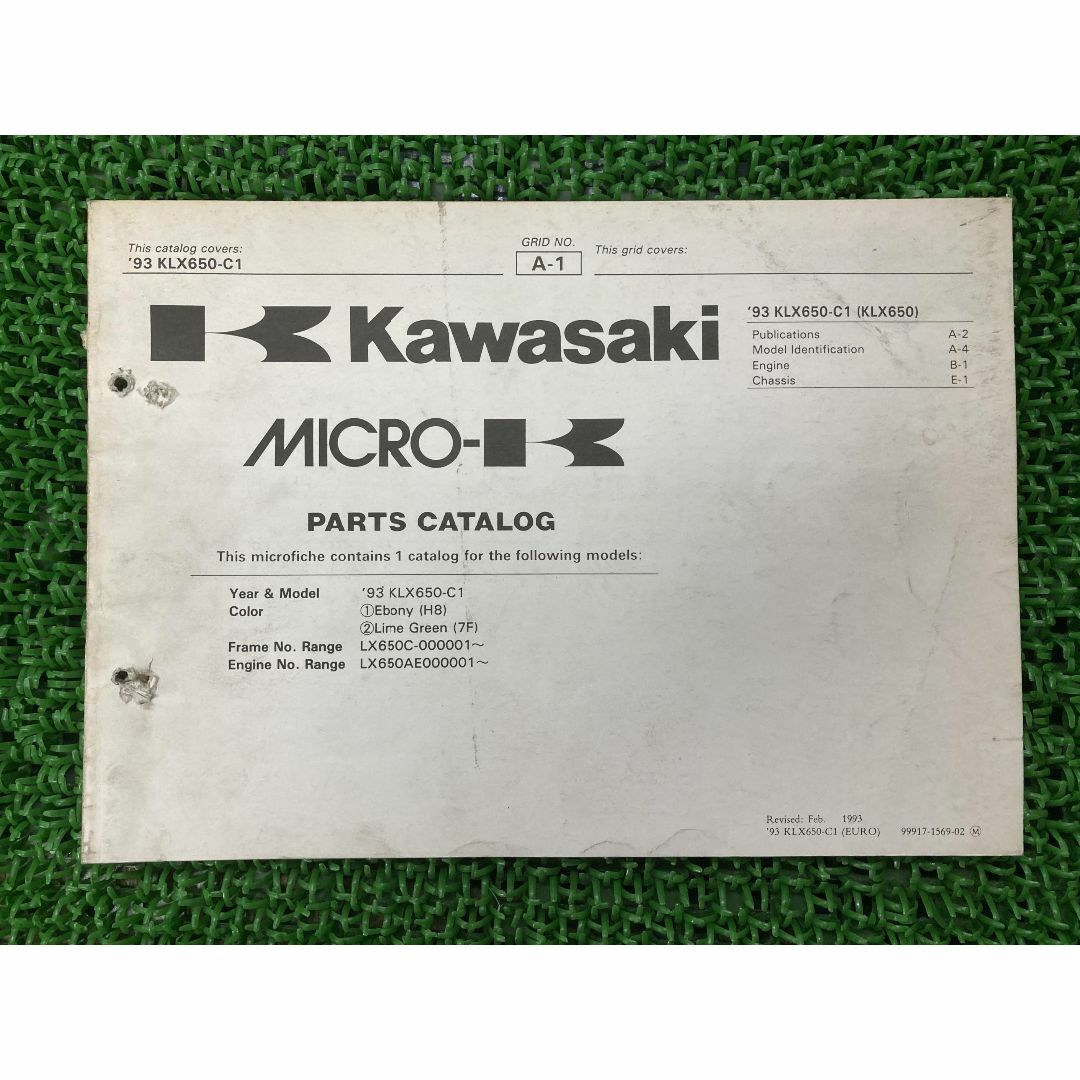 This catalog covers:
'93 KLX650-C1
GRID NO.
A-1
This grid covers:
Kawasaki
'93 KLX650-C1 (KLX650)
Publications A-2
Model Identification A-4
Engine B-1
Chassis E-1
MICRO-K
PARTS CATALOG
This microfiche contains 1 catalog for the following models:
Year & Model '93 KLX650-C1
Color ①Ebony (H8)
②Lime Green (7F)
Frame No. Range LX650C-000001~
Engine No. Range LX650AE000001~
Revised: Feb. 1993
'93 KLX650-C1 (EURO) 99917-1569-02 Ⓜ